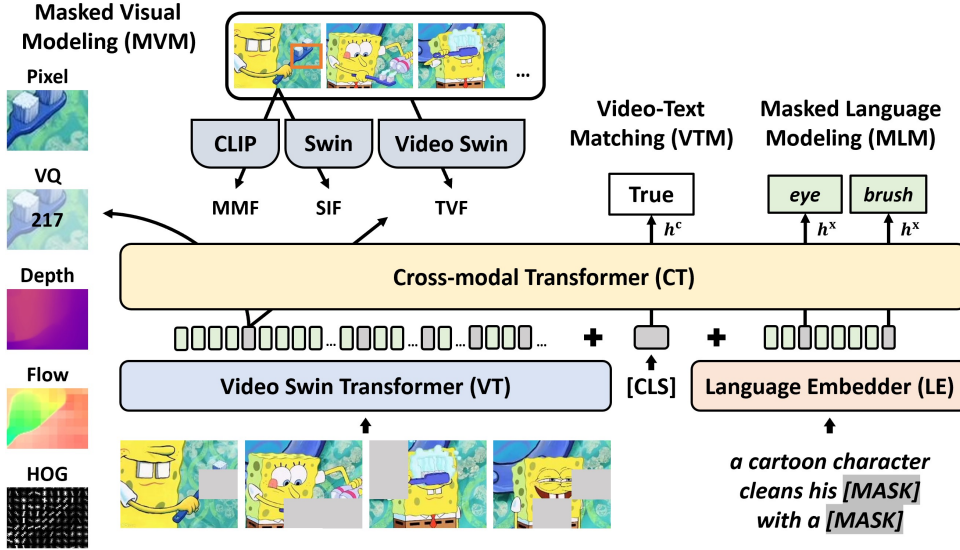 Masked Visual
Modeling (MVM)
Pixel
VQ
217
Depth
Flow
HOG
...
CLIP
Swin
Video Swin
MMF
SIF
TVF
Video-Text
Matching (VTM)
True
h^c
Masked Language
Modeling (MLM)
eye
brush
h^x
h^x
Cross-modal Transformer (CT)
... ... ... ...
+
+
Video Swin Transformer (VT)
[CLS]
Language Embedder (LE)
a cartoon character
cleans his [MASK]
with a [MASK]